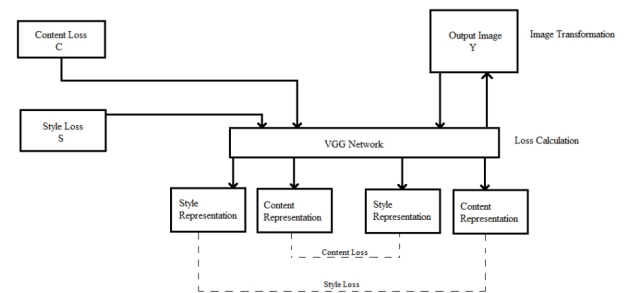 Content Loss
C
Output Image
Y
Image Transformation
Style Loss
S
VGG Network
Loss Calculation
Style
Representation
Content
Representation
Style
Representation
Content
Representation
Content Loss
Style Loss